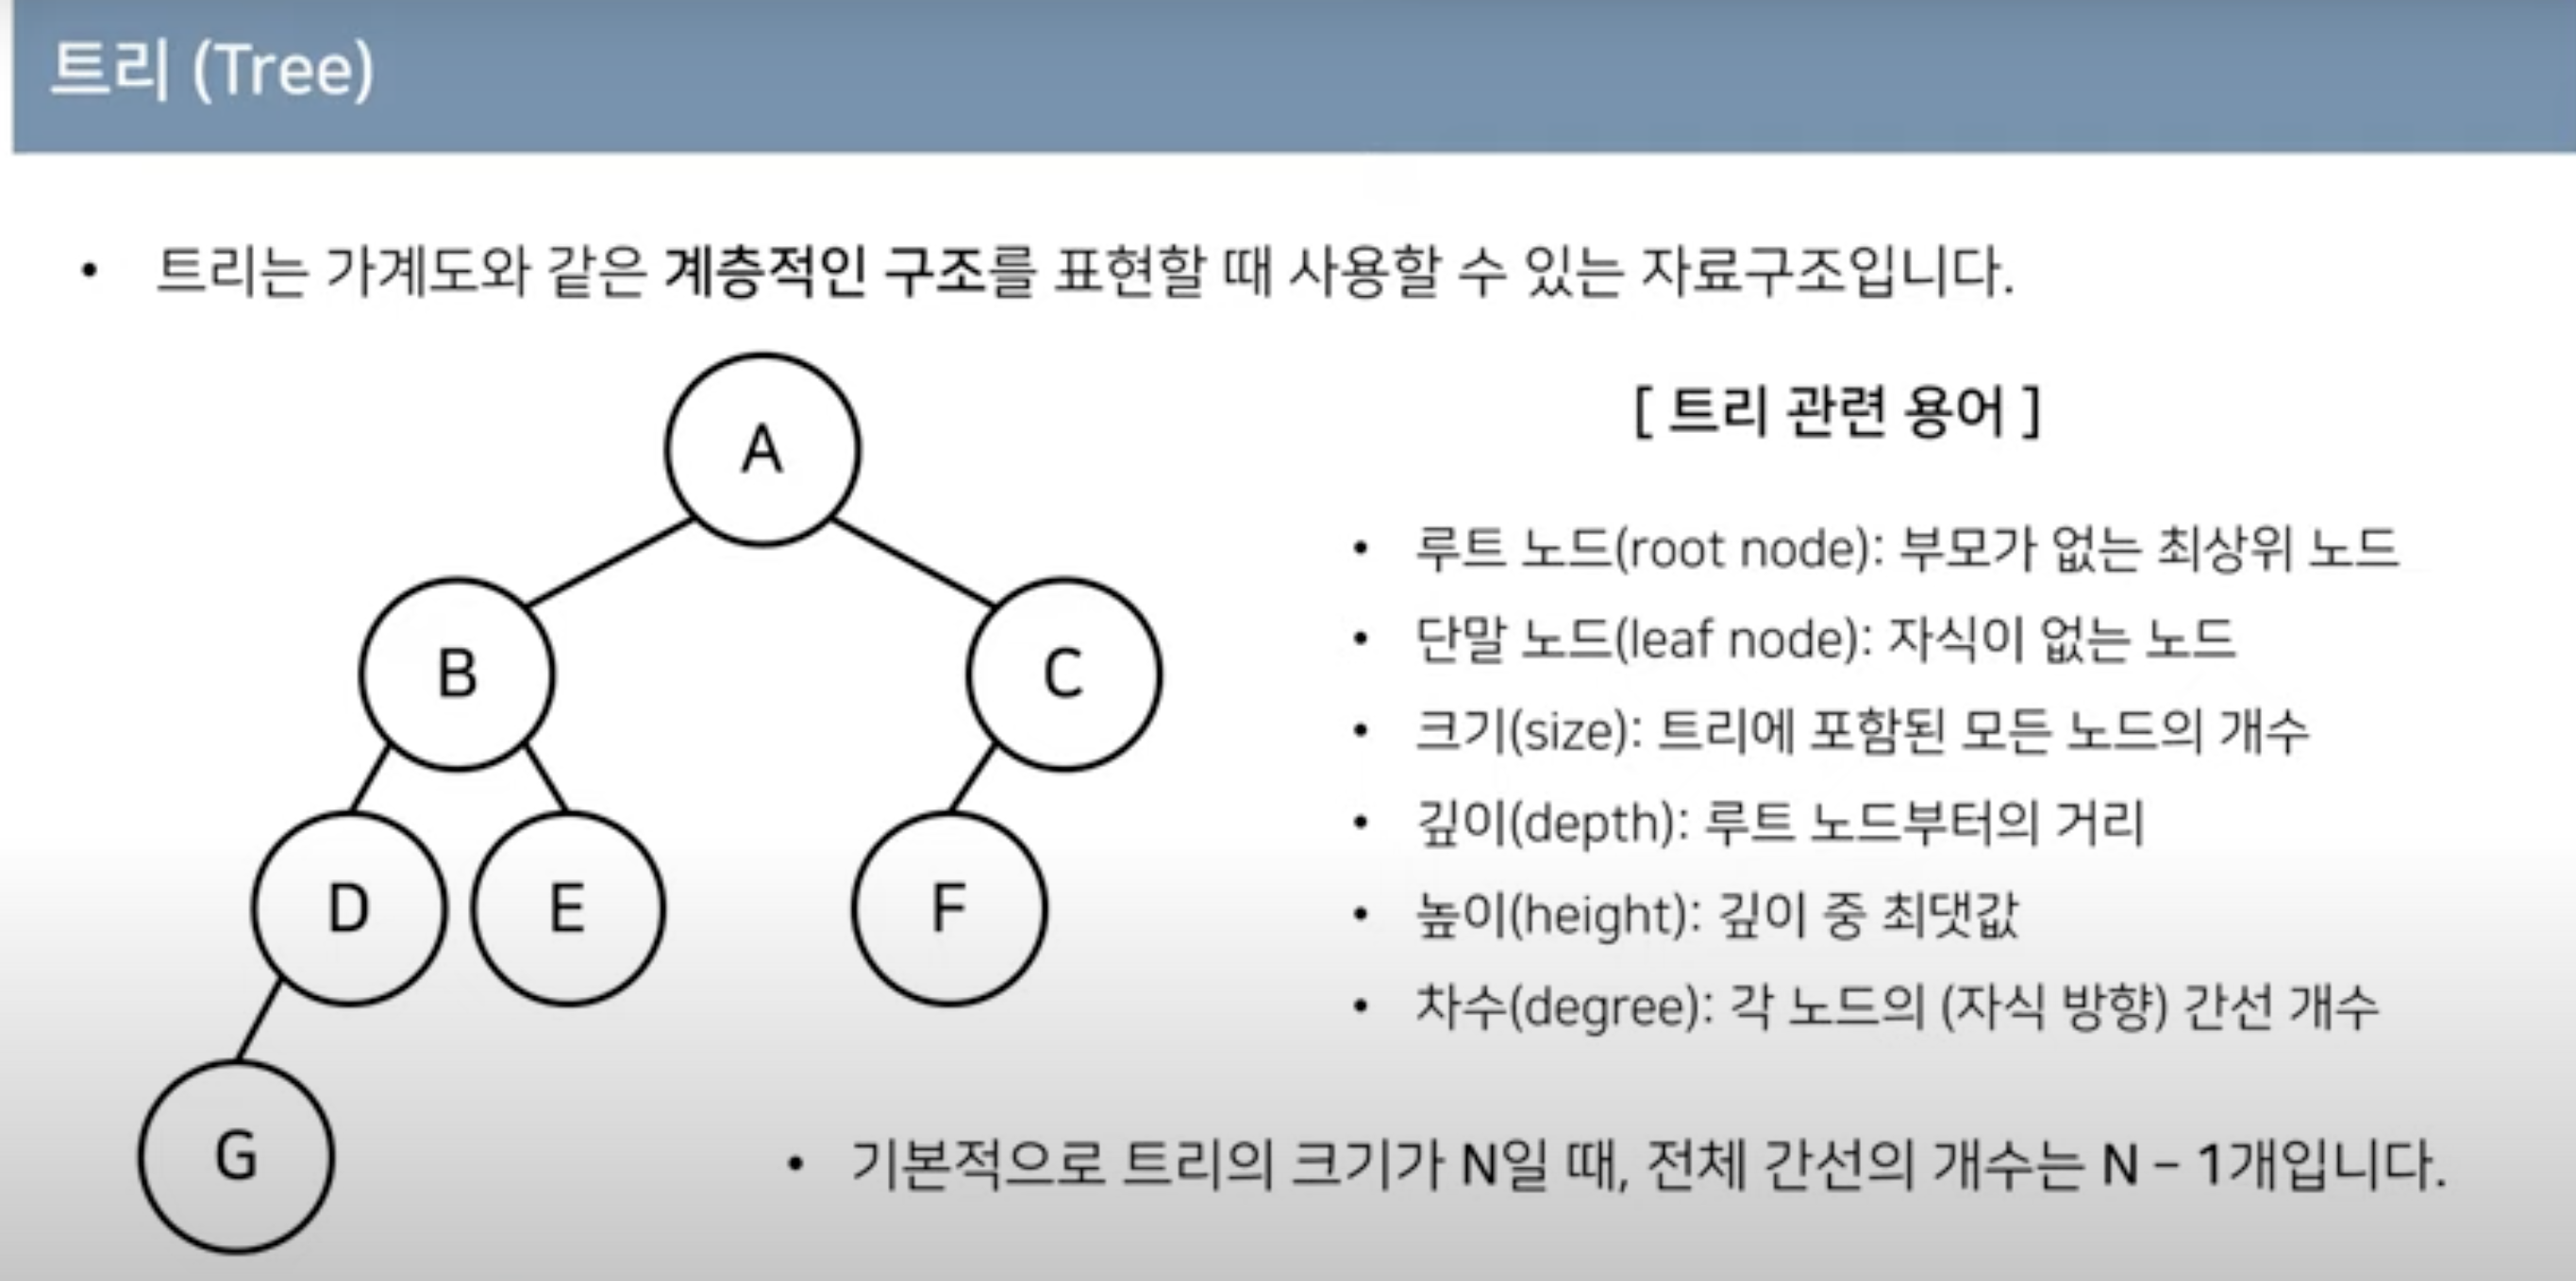 트리 (Tree)
• 트리는 가계도와 같은 계층적인 구조를 표현할 때 사용할 수 있는 자료구조입니다.
A
B
C
D
E
F
G
[ 트리 관련 용어 ]
• 루트 노드(root node): 부모가 없는 최상위 노드
• 단말 노드(leaf node): 자식이 없는 노드
• 크기(size): 트리에 포함된 모든 노드의 개수
• 깊이(depth): 루트 노드부터의 거리
• 높이(height): 깊이 중 최댓값
• 차수(degree): 각 노드의 (자식 방향) 간선 개수
• 기본적으로 트리의 크기가 N일 때, 전체 간선의 개수는 N – 1개입니다.